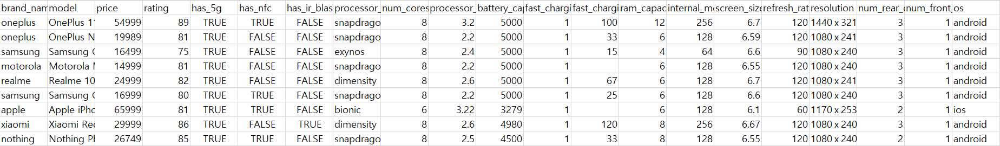 brand_nam model price rating has_5g has_nfc has_ir_blas processor_ num_cores processor_ battery_cap fast_chargi fast_chargi ram_capac internal_me screen_size refresh_rat resolution num_rear_c num_front_ os
oneplus OnePlus 11 54999 89 TRUE TRUE FALSE snapdrago 8 3.2 5000 1 100 12 256 6.7 120 1440 x 321 3 1 android
oneplus OnePlus N 19989 81 TRUE FALSE FALSE snapdrago 8 2.2 5000 1 33 6 128 6.59 120 1080 x 241 3 1 android
samsung Samsung G 16499 75 TRUE FALSE FALSE exynos 8 2.4 5000 1 15 4 64 6.6 90 1080 x 240 3 1 android
motorola Motorola M 14999 81 TRUE FALSE FALSE snapdrago 8 2.2 5000 1 6 128 6.55 120 1080 x 240 3 1 android
realme Realme 10 24999 82 TRUE FALSE FALSE dimensity 8 2.6 5000 1 67 6 128 6.7 120 1080 x 241 3 1 android
samsung Samsung G 16999 80 TRUE TRUE FALSE snapdrago 8 2.2 5000 1 25 6 128 6.6 120 1080 x 240 3 1 android
apple Apple iPho 65999 81 TRUE TRUE FALSE bionic 6 3.22 3279 1 6 128 6.1 60 1170 x 253 2 1 ios
xiaomi Xiaomi Red 29999 86 TRUE FALSE TRUE dimensity 8 2.6 4980 1 120 8 256 6.67 120 1080 x 240 3 1 android
nothing Nothing Ph 26749 85 TRUE TRUE FALSE snapdrago 8 2.5 4500 1 33 8 128 6.55 120 1080 x 240 2 1 android